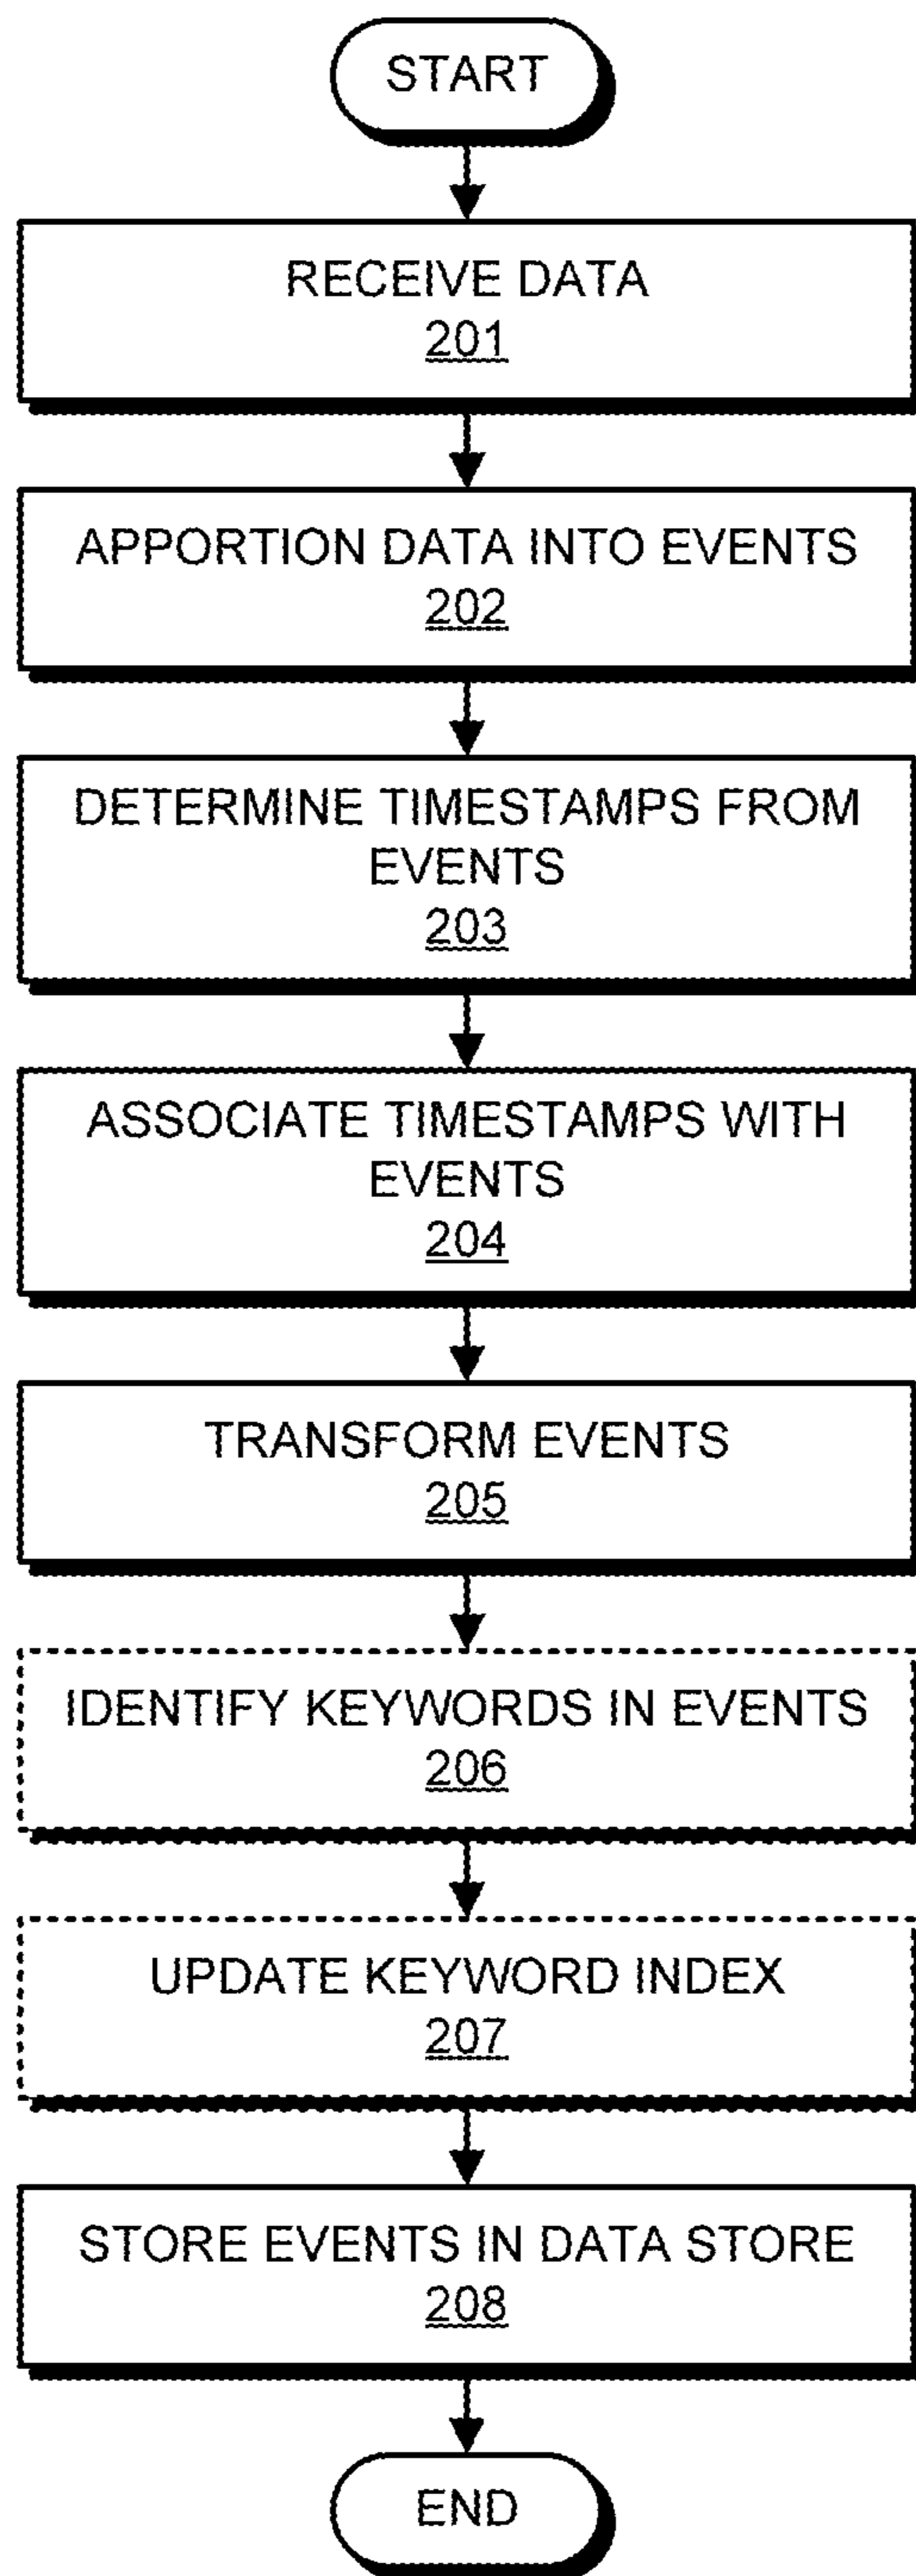 START
RECEIVE DATA
201
APPORTION DATA INTO EVENTS
202
DETERMINE TIMESTAMPS FROM
EVENTS
203
ASSOCIATE TIMESTAMPS WITH
EVENTS
204
TRANSFORM EVENTS
205
IDENTIFY KEYWORDS IN EVENTS
206
UPDATE KEYWORD INDEX
207
STORE EVENTS IN DATA STORE
208
END